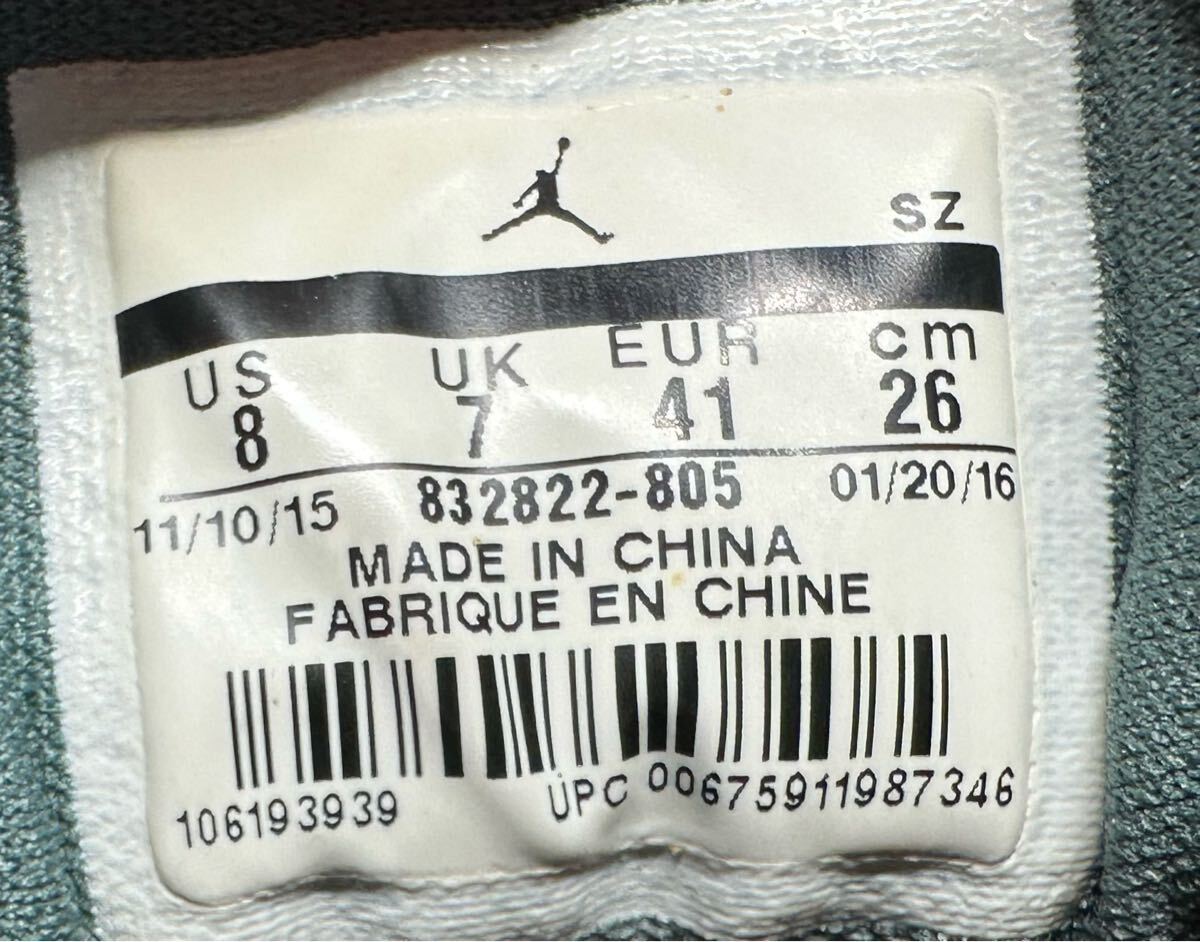 SZ
US UK EUR cm
8 7 41 26
11/10/15 832822-805 01/20/16
MADE IN CHINA
FABRIQUE EN CHINE
106193939 UPC 00675911987346